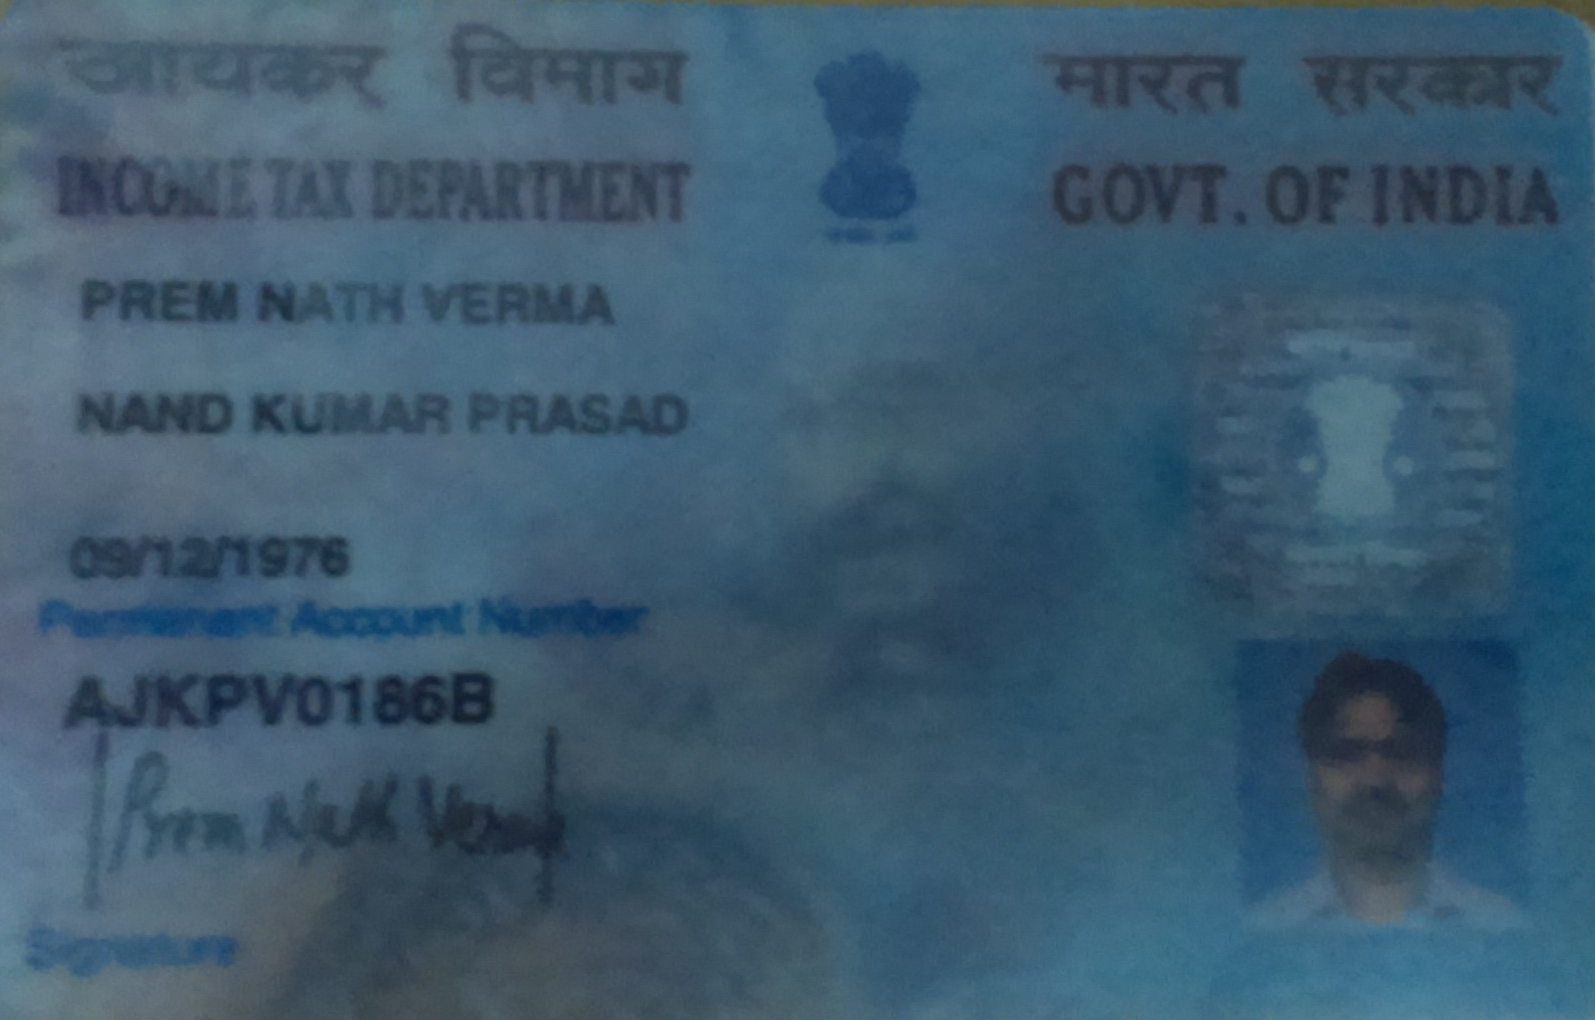 आयकर विभाग
भारत सरकार
INCOME TAX DEPARTMENT
GOVT. OF INDIA
PREM NATH VERMA
NAND KUMAR PRASAD
09/12/1976
Permanent Account Number
AJKPV0186B
Prem Nath Verma
Signature